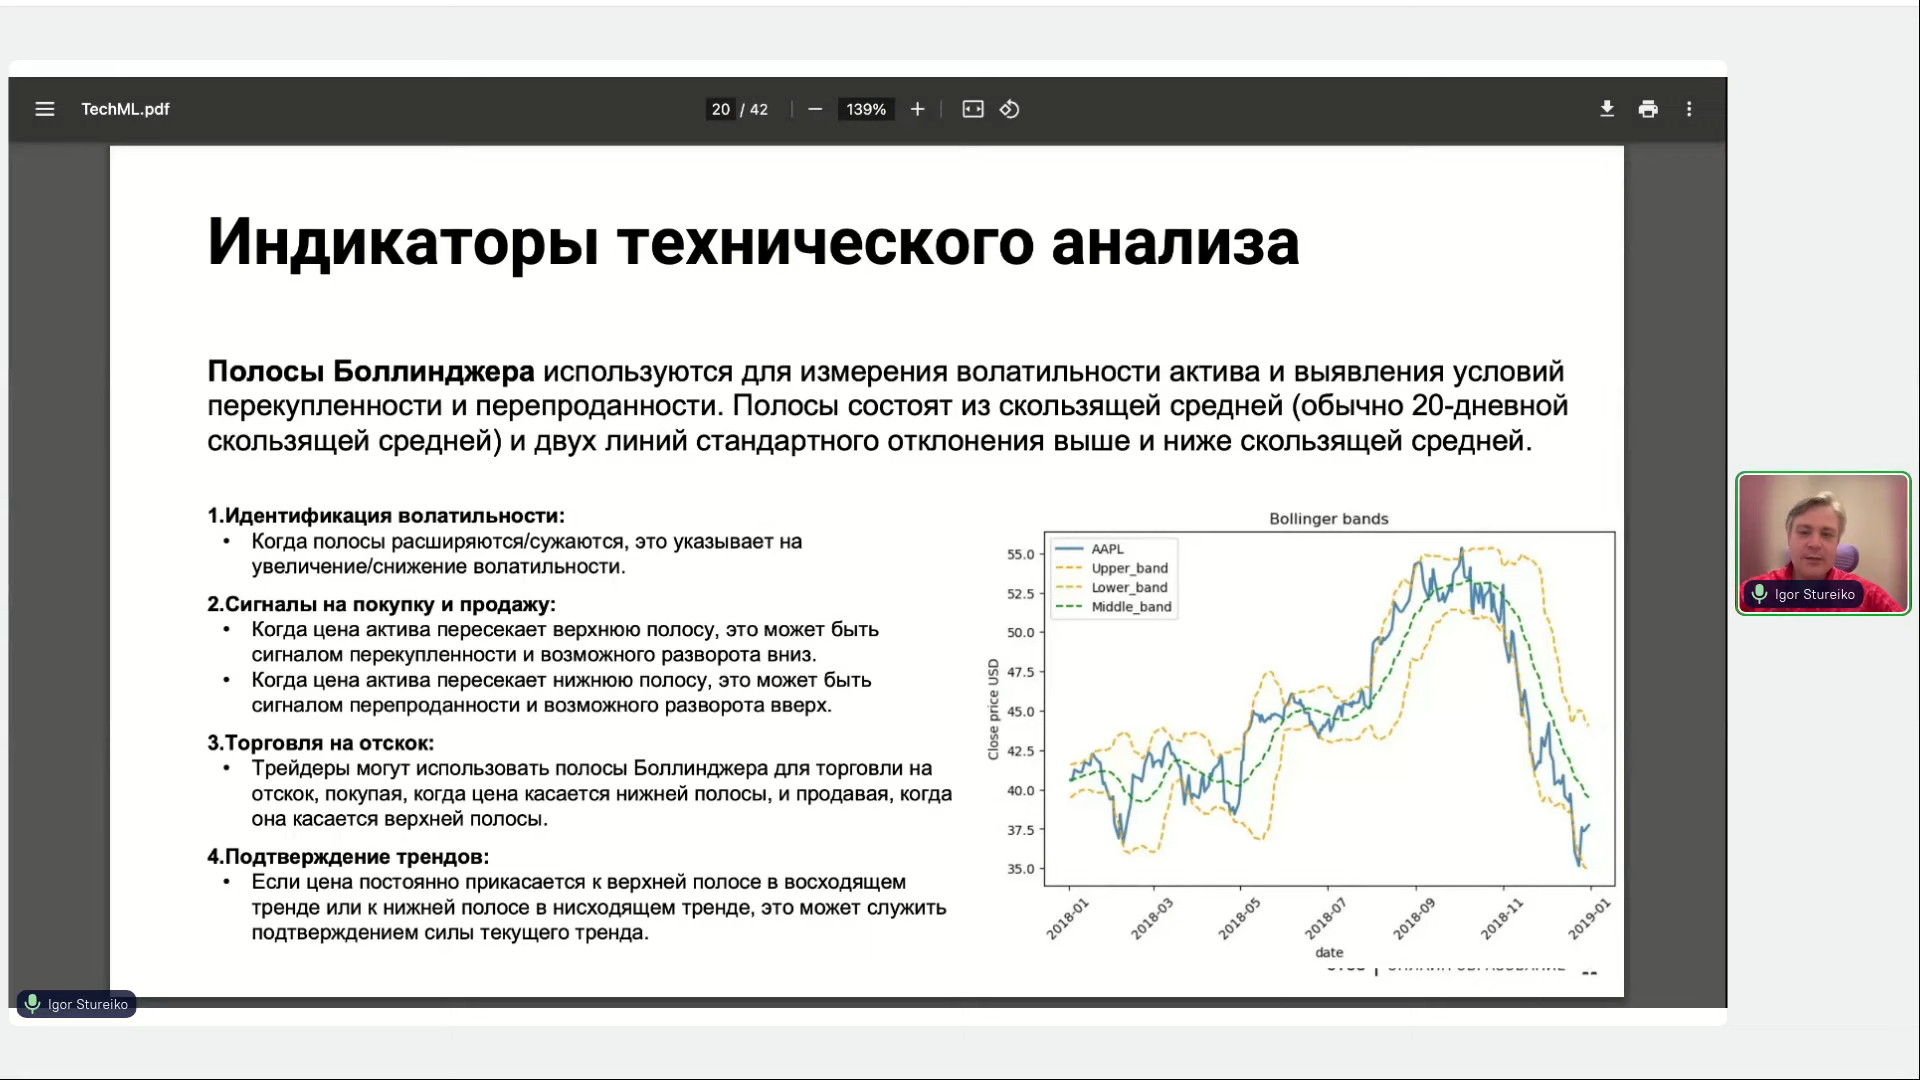 TechML.pdf
20 / 42
139%
Индикаторы технического анализа
Полосы Боллинджера используются для измерения волатильности актива и выявления условий
перекупленности и перепроданности. Полосы состоят из скользящей средней (обычно 20-дневной
скользящей средней) и двух линий стандартного отклонения выше и ниже скользящей средней.
1.Идентификация волатильности:
• Когда полосы расширяются/сужаются, это указывает на
увеличение/снижение волатильности.
2.Сигналы на покупку и продажу:
• Когда цена актива пересекает верхнюю полосу, это может быть
сигналом перекупленности и возможного разворота вниз.
• Когда цена актива пересекает нижнюю полосу, это может быть
сигналом перепроданности и возможного разворота вверх.
3.Торговля на отскок:
• Трейдеры могут использовать полосы Боллинджера для торговли на
отскок, покупая, когда цена касается нижней полосы, и продавая, когда
она касается верхней полосы.
4.Подтверждение трендов:
• Если цена постоянно прикасается к верхней полосе в восходящем
тренде или к нижней полосе в нисходящем тренде, это может служить
подтверждением силы текущего тренда.
Bollinger bands
AAPL
Upper_band
Lower_band
Middle_band
Close price USD
55.0
52.5
50.0
47.5
45.0
42.5
40.0
37.5
35.0
2018-01
2018-03
2018-05
2018-07
2018-09
2018-11
2019-01
date
Igor Stureiko
Igor Stureiko